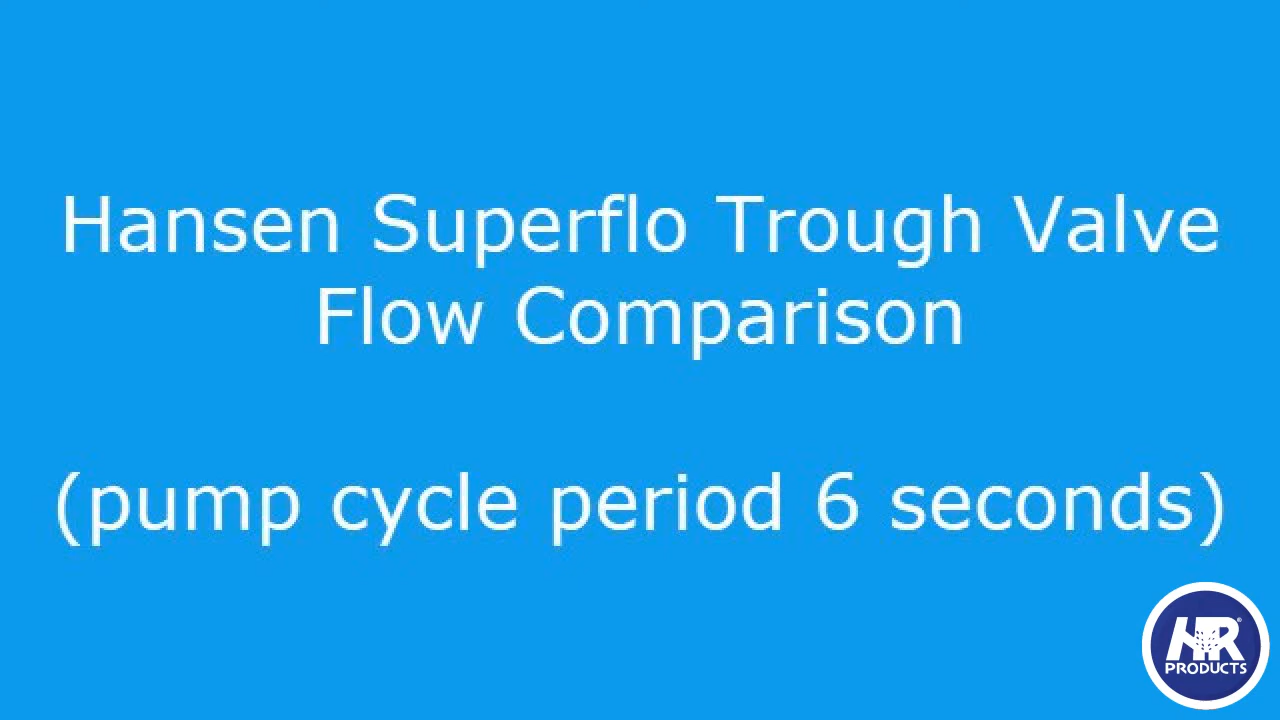 Hansen Superflo Trough Valve
Flow Comparison
(pump cycle period 6 seconds)
HR®
PRODUCTS